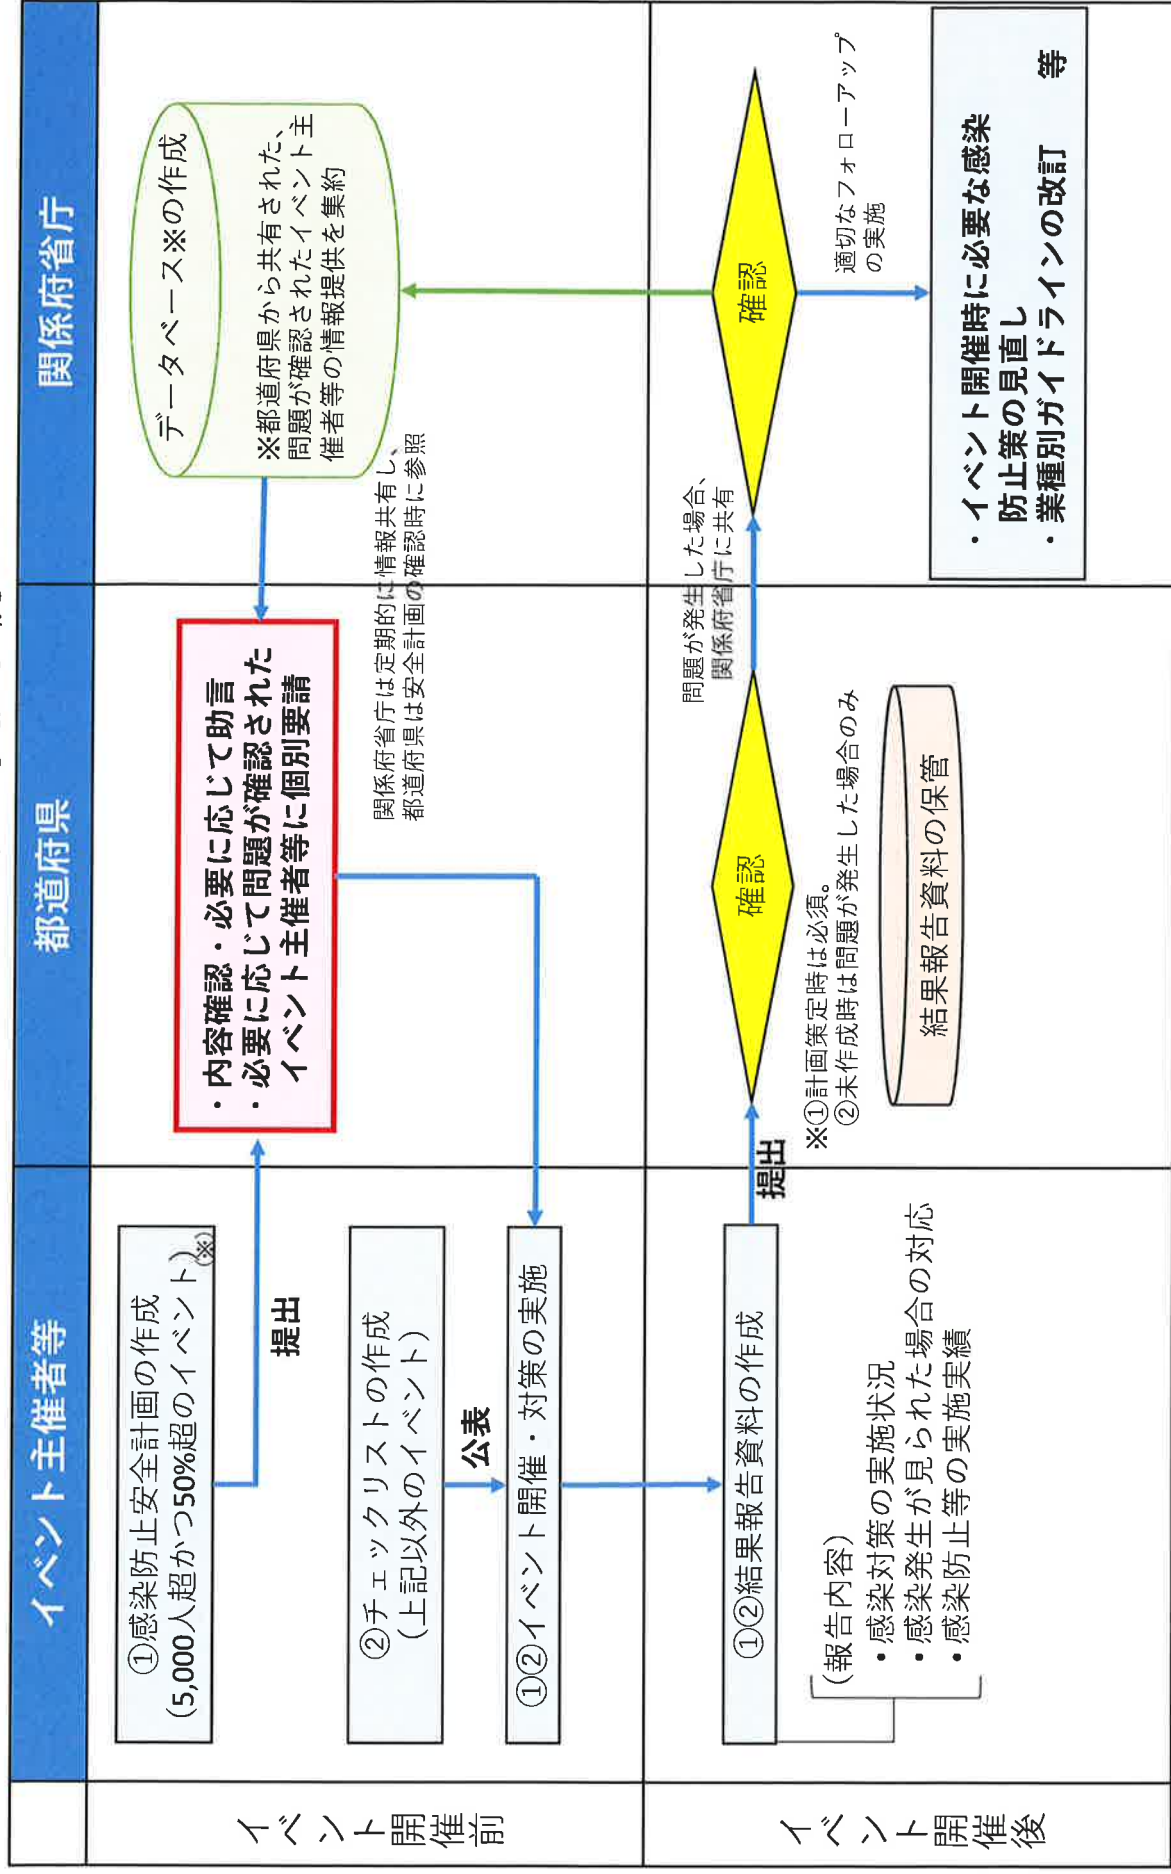 イベント主催者等
都道府県
関係府省庁
イベント開催前
①感染防止安全計画の作成
（5,000人超かつ50%超のイベント）
(※)
提出
②チェックリストの作成
（上記以外のイベント）
公表
①②イベント開催・対策の実施
・内容確認・必要に応じて助言
・必要に応じて問題が確認された
イベント主催者等に個別要請
関係府省庁は定期的に情報共有し、
都道府県は安全計画の確認時に参照
データベース※の作成
※都道府県から共有された、
問題が確認されたイベント主
催者等の情報提供を集約
イベント開催後
①②結果報告資料の作成
（報告内容）
・感染対策の実施状況
・感染発生が見られた場合の対応
・感染防止等の実施実績
提出
確認
※①計画策定時は必須。
②未作成時は問題が発生した場合のみ
結果報告資料の保管
問題が発生した場合、
関係府省庁に共有
確認
適切なフォローアップ
の実施
・イベント開催時に必要な感染
防止策の見直し
・業種別ガイドラインの改訂　等